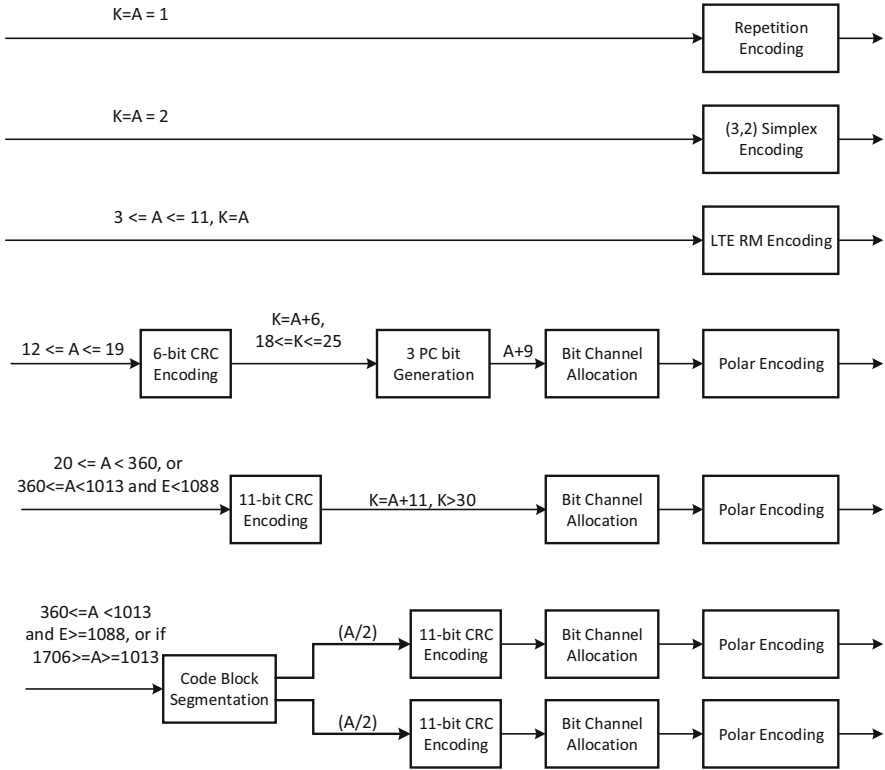 K=A = 1
Repetition
Encoding
K=A = 2
(3,2) Simplex
Encoding
3 <= A <= 11, K=A
LTE RM Encoding
12 <= A <= 19
6-bit CRC
Encoding
K=A+6,
18<=K<=25
3 PC bit
Generation
A+9
Bit Channel
Allocation
Polar Encoding
20 <= A < 360, or
360<=A<1013 and E<1088
11-bit CRC
Encoding
K=A+11, K>30
Bit Channel
Allocation
Polar Encoding
360<=A <1013
and E>=1088, or if
1706>=A>=1013
Code Block
Segmentation
(A/2)
11-bit CRC
Encoding
Bit Channel
Allocation
Polar Encoding
(A/2)
11-bit CRC
Encoding
Bit Channel
Allocation
Polar Encoding